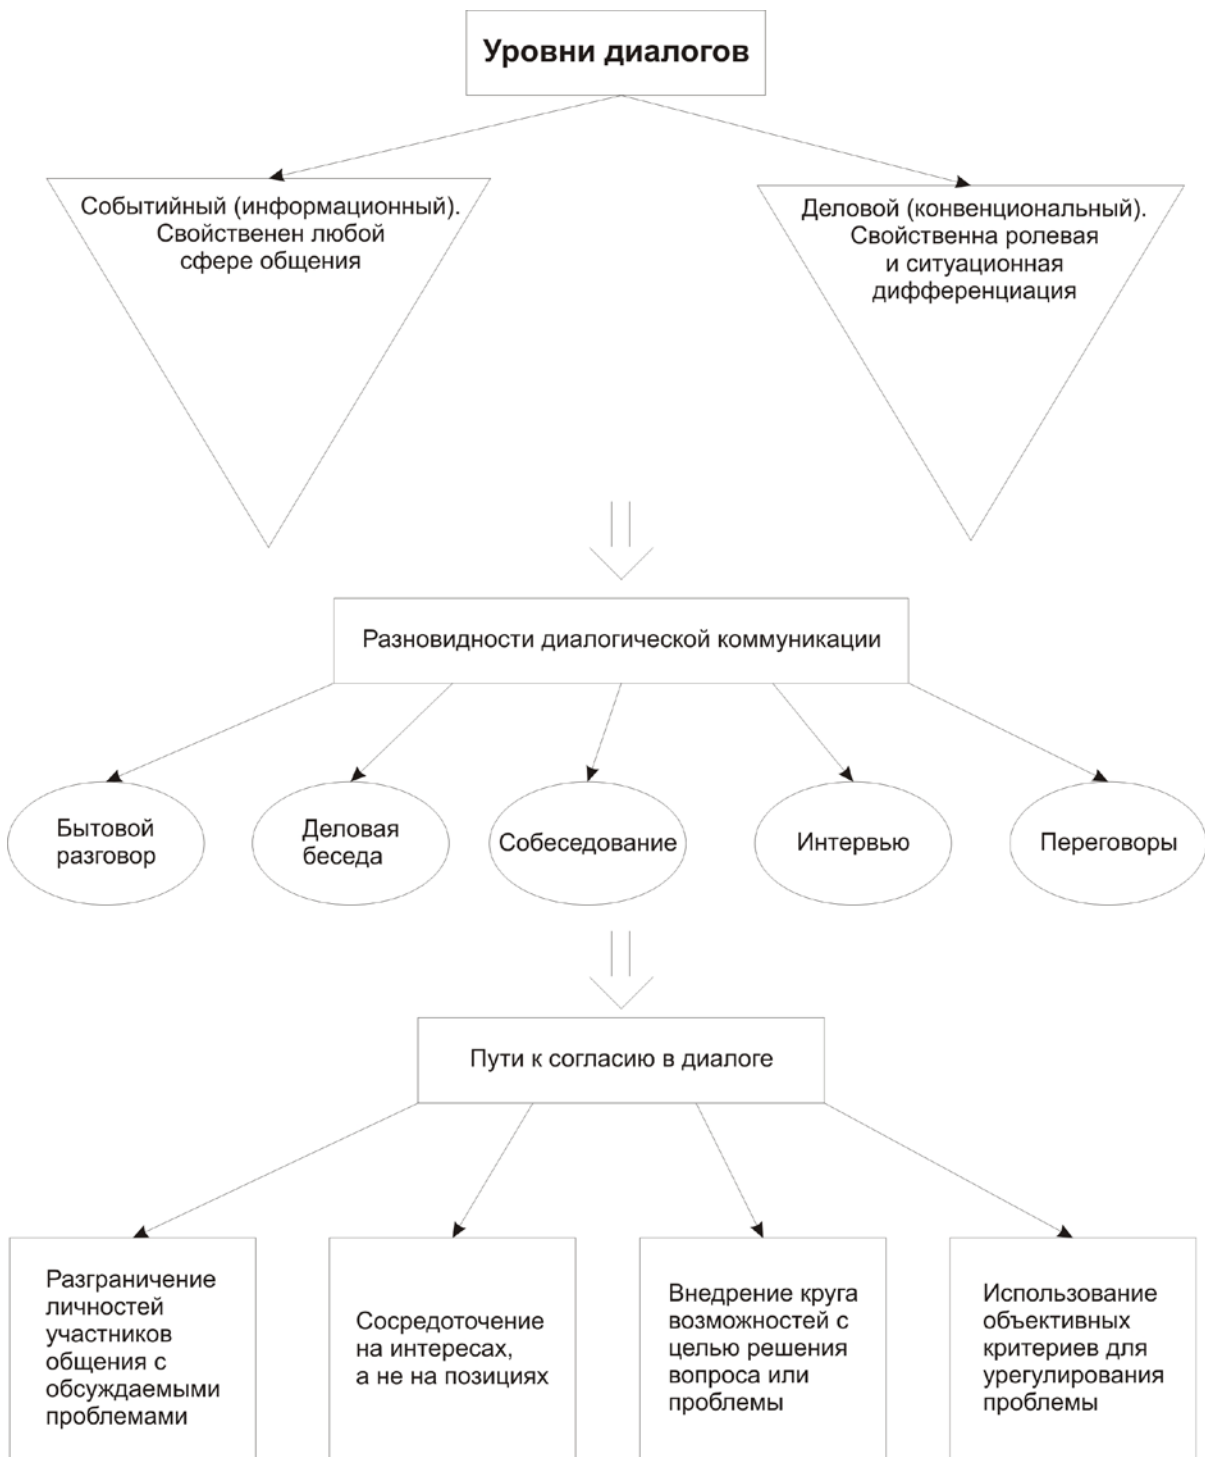 Уровни диалогов
Событийный (информационный).
Свойственен любой
сфере общения
Деловой (конвенциональный).
Свойственна ролевая
и ситуационная
дифференциация
Разновидности диалогической коммуникации
Бытовой
разговор
Деловая
беседа
Собеседование
Интервью
Переговоры
Пути к согласию в диалоге
Разграничение
личностей
участников
общения с
обсуждаемыми
проблемами
Сосредоточение
на интересах,
а не на позициях
Внедрение круга
возможностей с
целью решения
вопроса или
проблемы
Использование
объективных
критериев для
урегулирования
проблемы